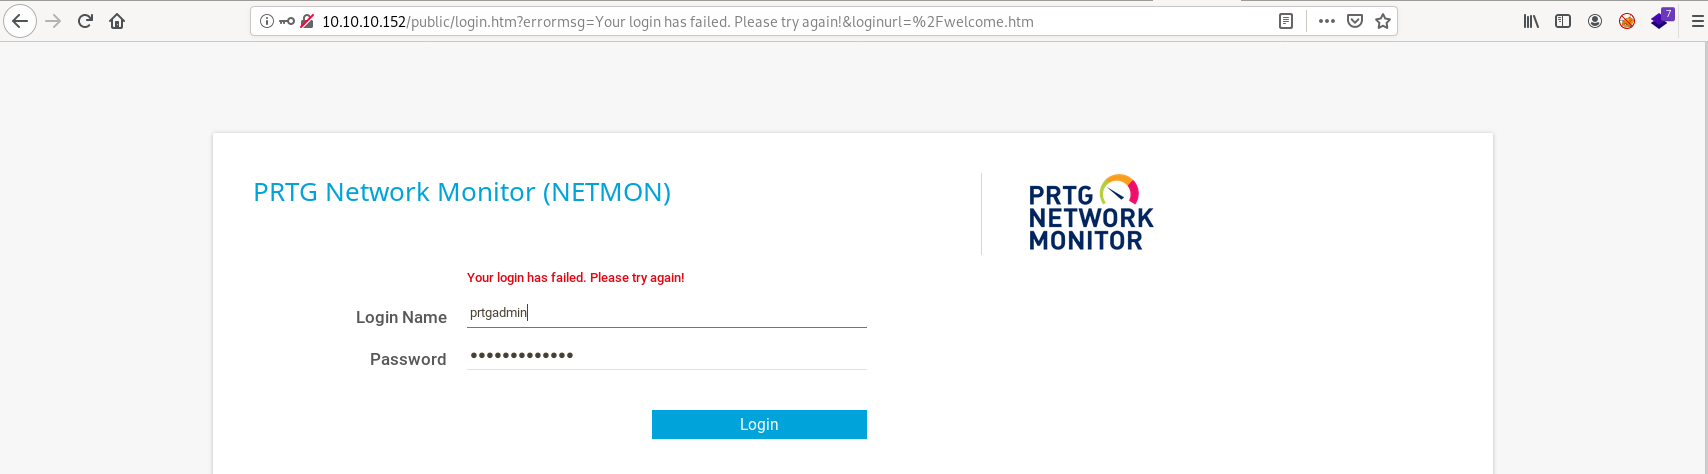 10.10.10.152/public/login.htm?errormsg=Your login has failed. Please try again!&loginurl=%2Fwelcome.htm
7
PRTG Network Monitor (NETMON)
PRTG
NETWORK
MONITOR
Your login has failed. Please try again!
Login Name
prtgadmin
Password
•••••••••••••
Login